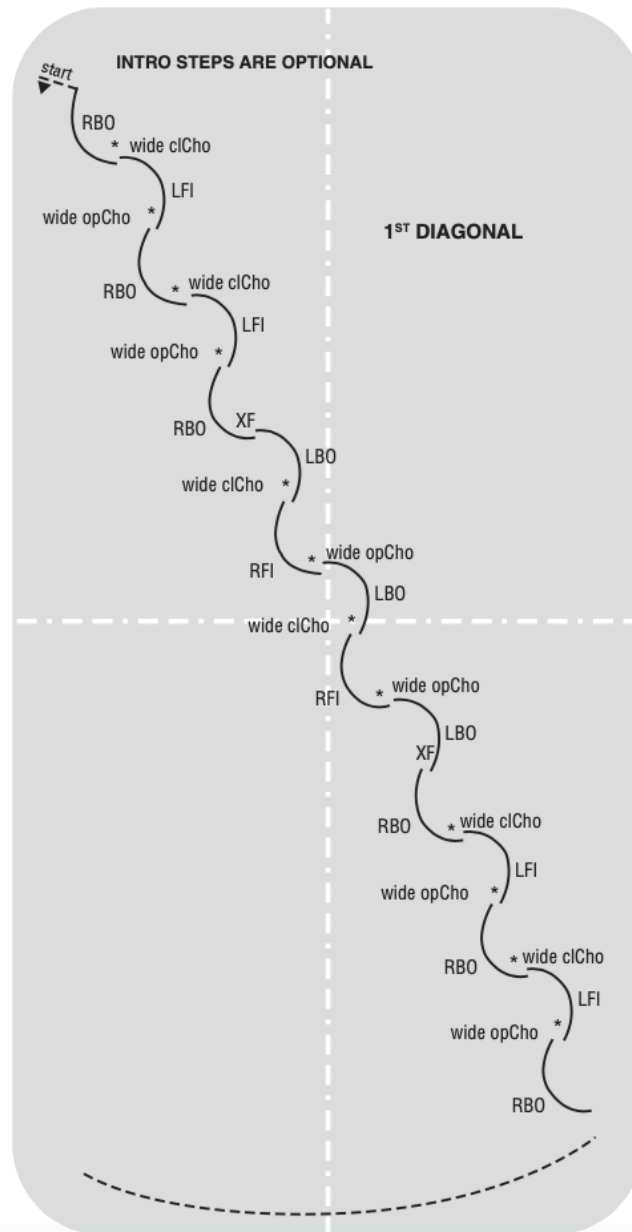 INTRO STEPS ARE OPTIONAL
start
RBO
* wide clCho
LFI
wide opCho *
1ST DIAGONAL
RBO
* wide clCho
LFI
wide opCho *
RBO
XF
LBO
wide clCho *
RFI
* wide opCho
LBO
wide clCho *
RFI
* wide opCho
LBO
XF
RBO
* wide clCho
LFI
wide opCho *
RBO
* wide clCho
LFI
wide opCho *
RBO